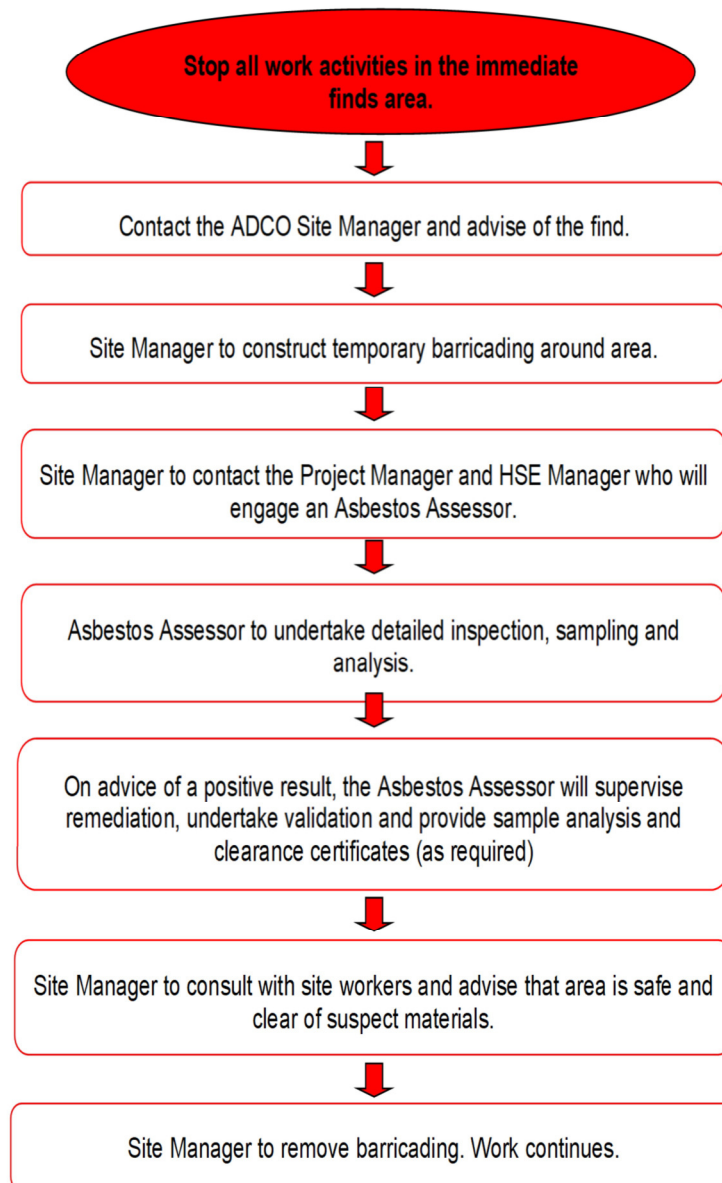 Stop all work activities in the immediate
finds area.
Contact the ADCO Site Manager and advise of the find.
Site Manager to construct temporary barricading around area.
Site Manager to contact the Project Manager and HSE Manager who will
engage an Asbestos Assessor.
Asbestos Assessor to undertake detailed inspection, sampling and
analysis.
On advice of a positive result, the Asbestos Assessor will supervise
remediation, undertake validation and provide sample analysis and
clearance certificates (as required)
Site Manager to consult with site workers and advise that area is safe and
clear of suspect materials.
Site Manager to remove barricading. Work continues.